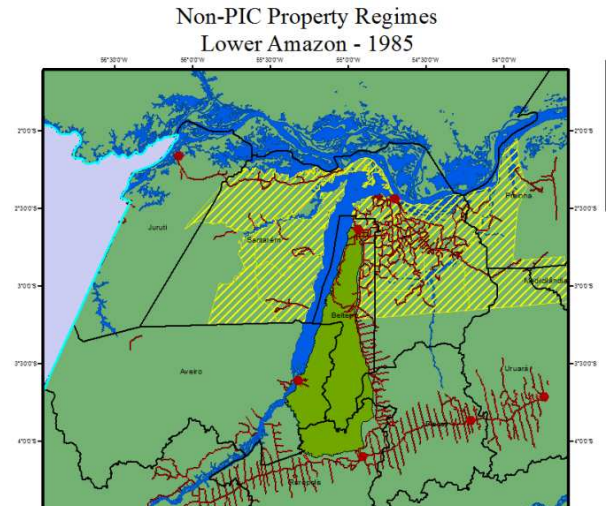 Non-PIC Property Regimes
Lower Amazon - 1985
56°30'0"W 56°0'0"W 55°30'0"W 55°0'0"W 54°30'0"W 54°0'0"W
2°0'0"S 2°0'0"S
Prainha
2°30'0"S 2°30'0"S
Juruti
Santarém
3°0'0"S 3°0'0"S
Medicilândia
Belterra
3°30'0"S 3°30'0"S
Aveiro
Uruará
4°0'0"S 4°0'0"S
Placas
Rurópolis